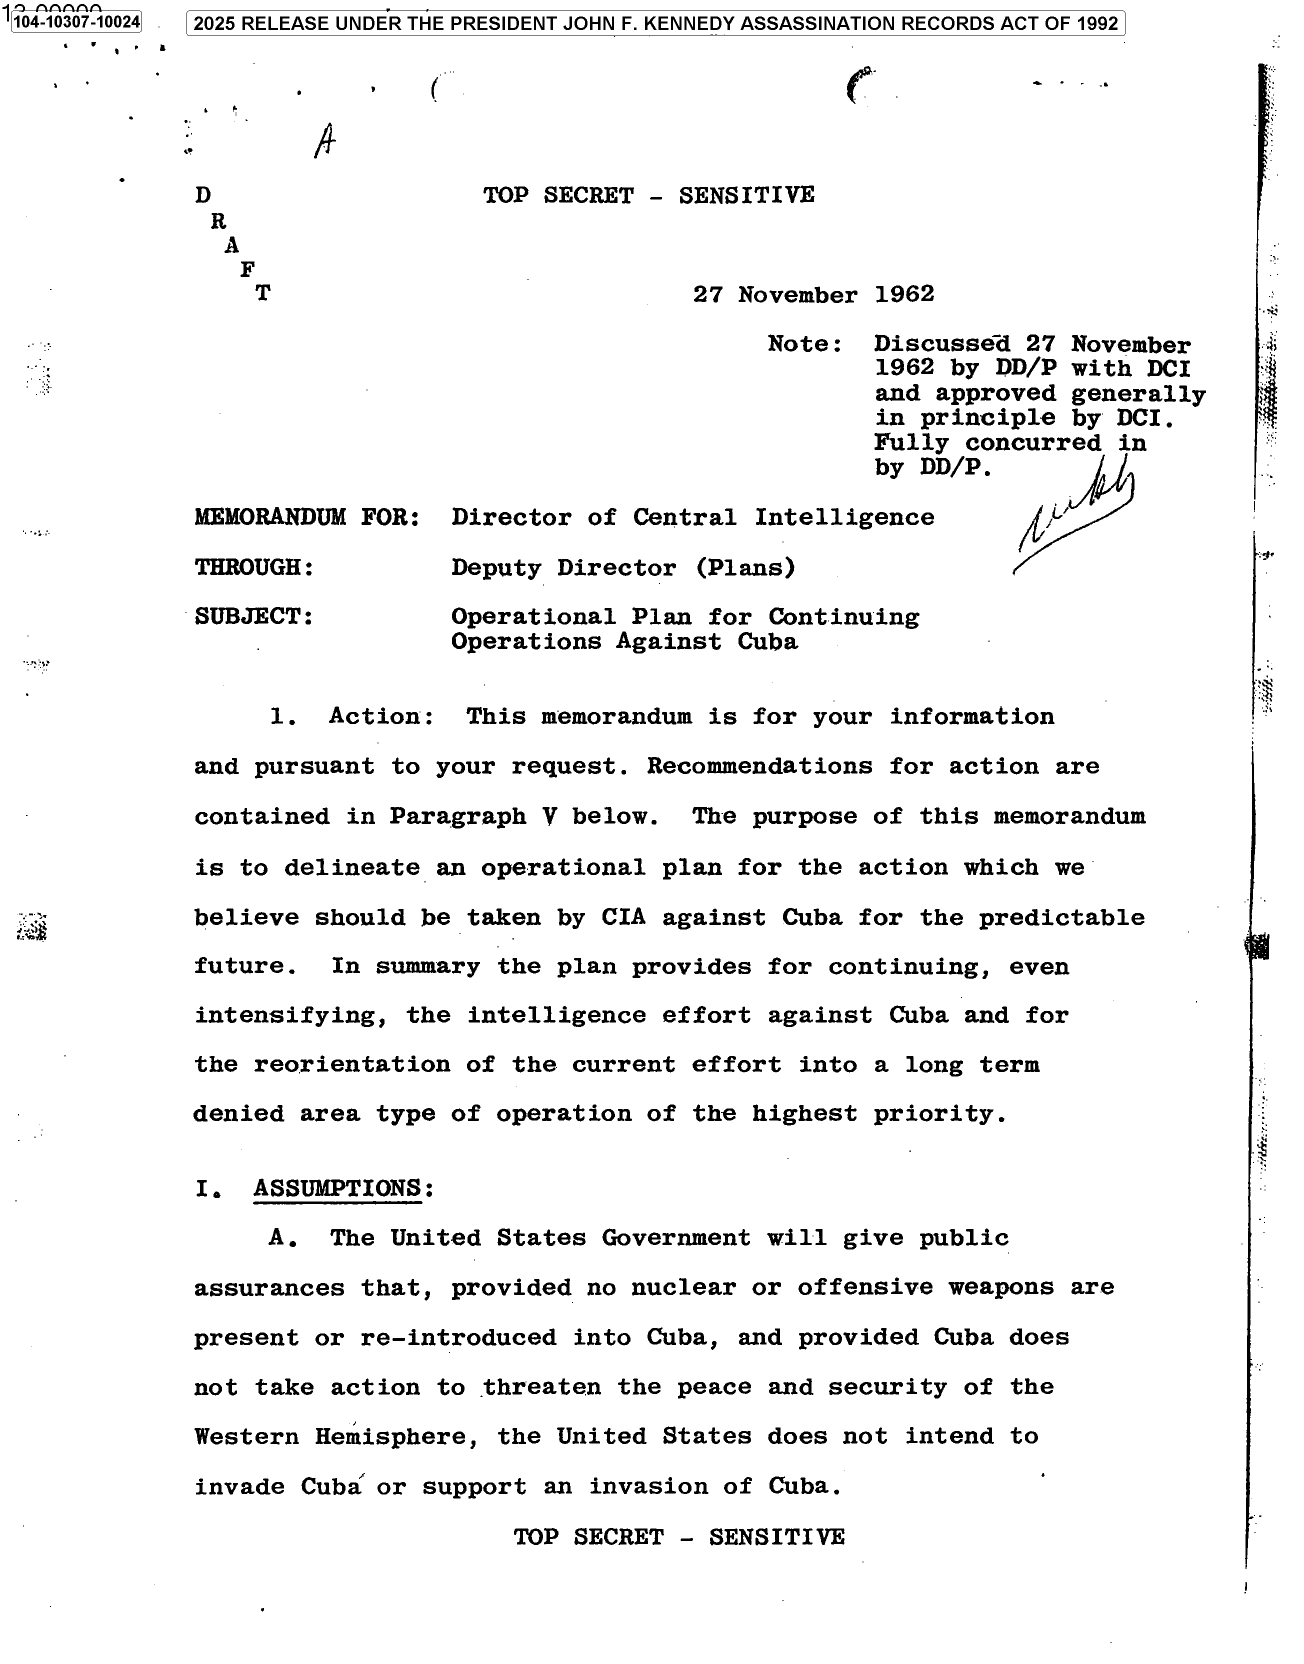 104-10307-10024
2025 RELEASE UNDER THE PRESIDENT JOHN F. KENNEDY ASSASSINATION RECORDS ACT OF 1992
A
D
R
A
F
T
TOP SECRET - SENSITIVE
27 November 1962
Note: Discussed 27 November
1962 by DD/P with DCI
and approved generally
in principle by DCI.
Fully concurred in
by DD/P.
MEMORANDUM FOR: Director of Central Intelligence
THROUGH: Deputy Director (Plans)
SUBJECT: Operational Plan for Continuing
Operations Against Cuba
1. Action: This memorandum is for your information
and pursuant to your request. Recommendations for action are
contained in Paragraph V below. The purpose of this memorandum
is to delineate an operational plan for the action which we
believe should be taken by CIA against Cuba for the predictable
future. In summary the plan provides for continuing, even
intensifying, the intelligence effort against Cuba and for
the reorientation of the current effort into a long term
denied area type of operation of the highest priority.
I. ASSUMPTIONS:
A. The United States Government will give public
assurances that, provided no nuclear or offensive weapons are
present or re-introduced into Cuba, and provided Cuba does
not take action to threaten the peace and security of the
Western Hemisphere, the United States does not intend to
invade Cuba or support an invasion of Cuba.
TOP SECRET - SENSITIVE